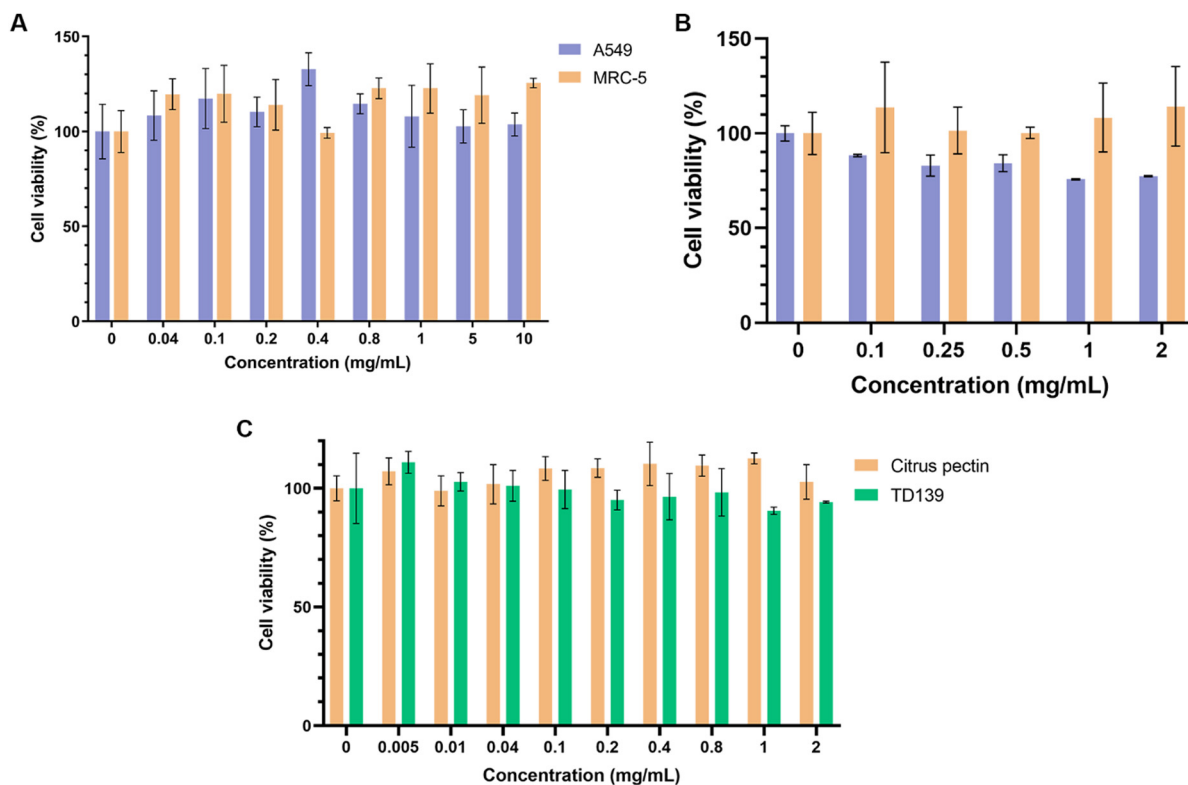 A
150
100
50
0
Cell viability (%)
0 0.04 0.1 0.2 0.4 0.8 1 5 10
Concentration (mg/mL)
A549
MRC-5
B
150
100
50
0
Cell viability (%)
0 0.1 0.25 0.5 1 2
Concentration (mg/mL)
C
100
50
0
Cell viability (%)
0 0.005 0.01 0.04 0.1 0.2 0.4 0.8 1 2
Concentration (mg/mL)
Citrus pectin
TD139